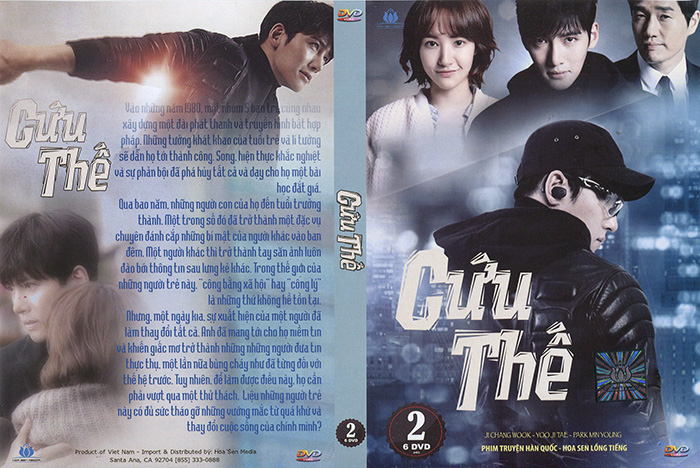 DVD
VIDEO
Cứu
Thế
Vào những năm 1980, một nhóm 5 bạn trẻ cùng nhau
xây dựng một đài phát thanh và truyền hình bất hợp
pháp. Những tưởng khát khao của tuổi trẻ và lí tưởng
sẽ dẫn họ tới thành công. Song, hiện thực khắc nghiệt
và sự phản bội đã phá hủy tất cả và dạy cho họ một bài
học đắt giá.
Qua bao năm, những người con của họ đến tuổi trưởng
thành. Một trong số đó đã trở thành một đặc vụ
chuyên đánh cắp những bí mật của người khác vào ban
đêm. Một người khác thì trở thành tay săn ảnh luôn
đào bới thông tin sau lưng kẻ khác. Trong thế giới của
những người trẻ này, "công bằng xã hội" hay "công lý"
là những thứ không hề tồn tại.
Nhưng, một ngày kia, sự xuất hiện của một người đã
làm thay đổi tất cả. Anh đã mang tới cho họ niềm tin
và khiến giấc mơ trở thành những những người đưa tin
thực thụ, một lần nữa bùng cháy như đã từng đối với
thế hệ trước. Tuy nhiên, để làm được điều này, họ cần
phải vượt qua một thử thách. Liệu những người trẻ
này có đủ sức tháo gỡ những vướng mắc từ quá khứ và
thay đổi cuộc sống của chính mình?
Product of Viet Nam - Import & Distributed by: Hoa Sen Media
Santa Ana, CA 92704 [855] 333-0888
2
6 DVD
DVD
VIDEO
Cứu Thế
2
6 DVD
DVD
VIDEO
Cứu
Thế
2
6 DVD
JI CHANG WOOK - YOO JI TAE - PARK MIN YOUNG
PHIM TRUYỆN HÀN QUỐC - HOA SEN LỒNG TIẾNG
DVD
VIDEO